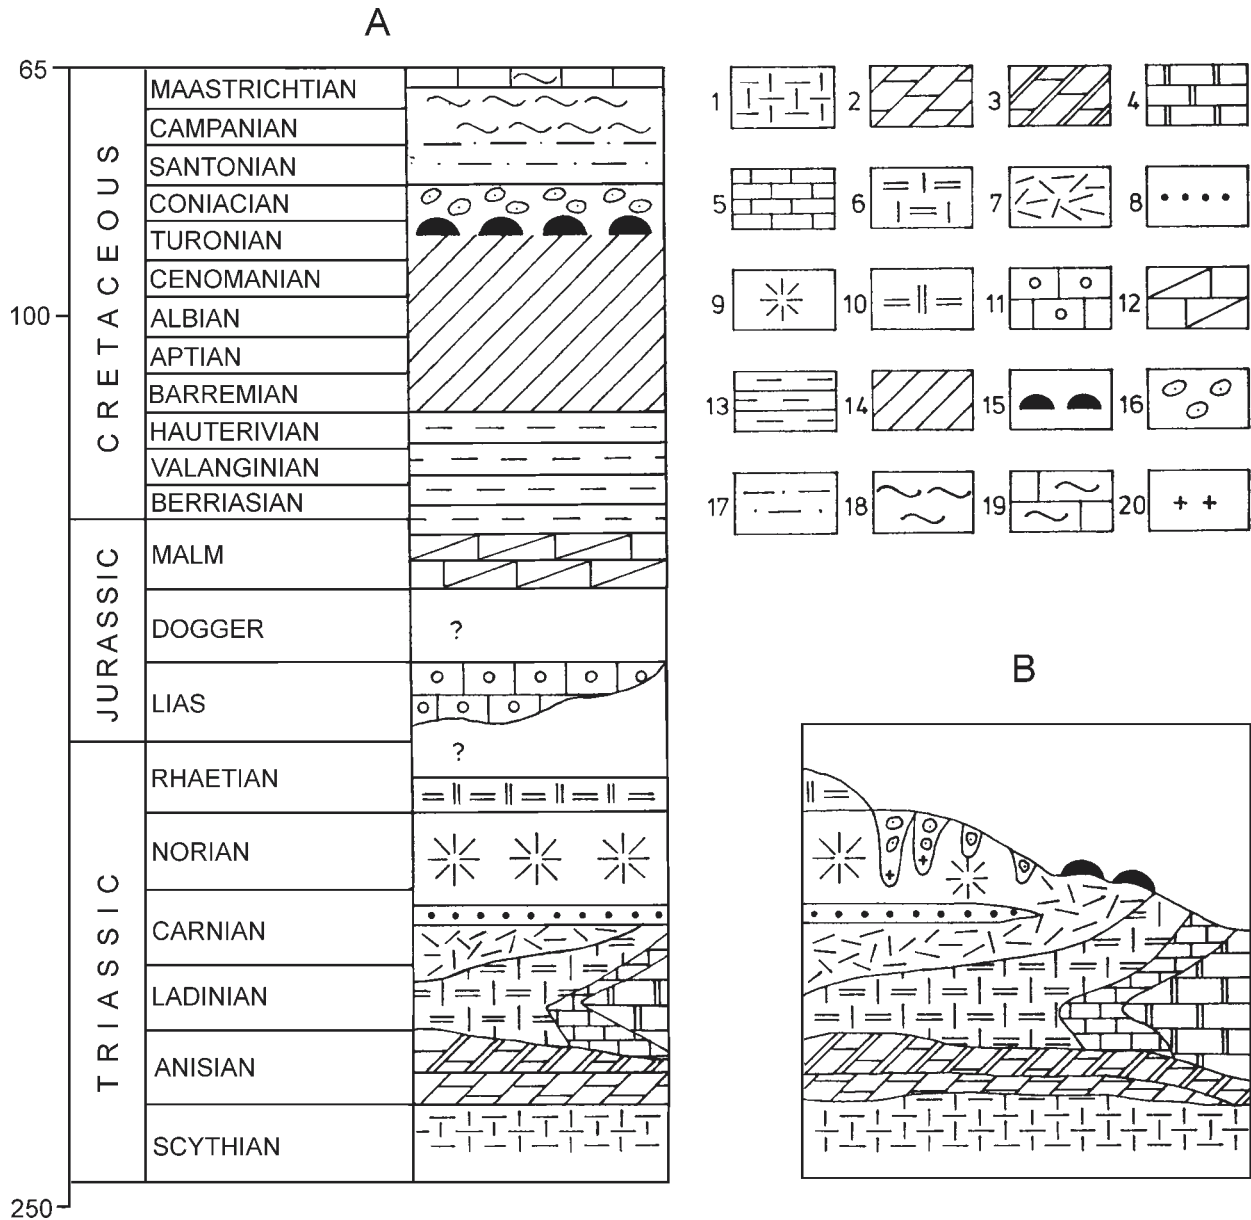 A
65
MAASTRICHTIAN
CAMPANIAN
SANTONIAN
CONIACIAN
TURONIAN
CENOMANIAN
100
ALBIAN
APTIAN
BARREMIAN
HAUTERIVIAN
VALANGINIAN
BERRIASIAN
CRETACEOUS
MALM
DOGGER
?
LIAS
JURASSIC
?
RHAETIAN
NORIAN
CARNIAN
LADINIAN
ANISIAN
SCYTHIAN
TRIASSIC
250
1 2 3 4
5 6 7 8
9 10 11 12
13 14 15 16
17 18 19 20
B